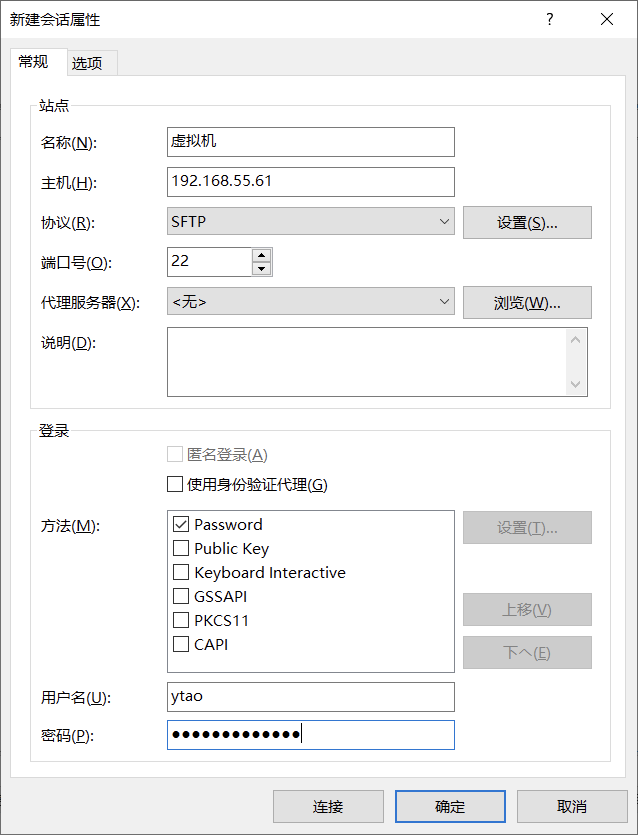 新建会话属性 ?
常规 选项
站点
名称(N): 虚拟机
主机(H): 192.168.55.61
协议(R): SFTP 设置(S)...
端口号(O): 22
代理服务器(X): <无> 浏览(W)...
说明(D):
登录
匿名登录(A)
使用身份验证代理(G)
方法(M): Password 设置(T)...
Public Key
Keyboard Interactive
GSSAPI 上移(V)
PKCS11
CAPI 下へ(E)
用户名(U): ytao
密码(P): ●●●●●●●●●●●●●
连接 确定 取消